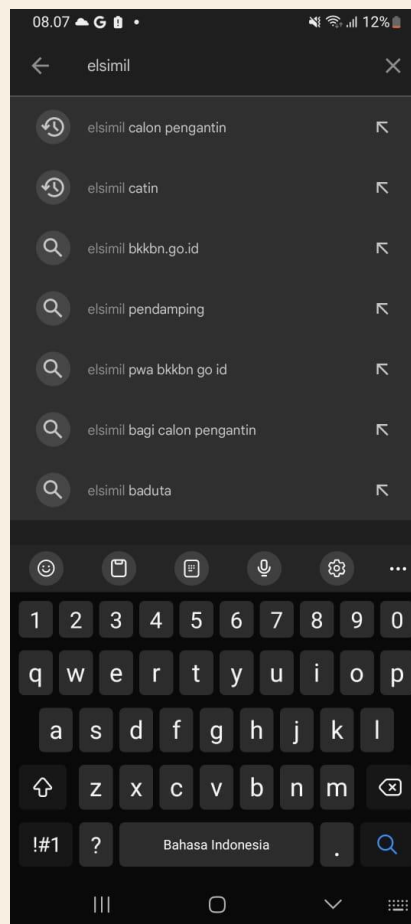 08.07 G 12%
elsimil
elsimil calon pengantin
elsimil catin
elsimil bkkbn.go.id
elsimil pendamping
elsimil pwa bkkbn go id
elsimil bagi calon pengantin
elsimil baduta
1 2 3 4 5 6 7 8 9 0
q w e r t y u i o p
a s d f g h j k l
z x c v b n m
!#1 ? Bahasa Indonesia .